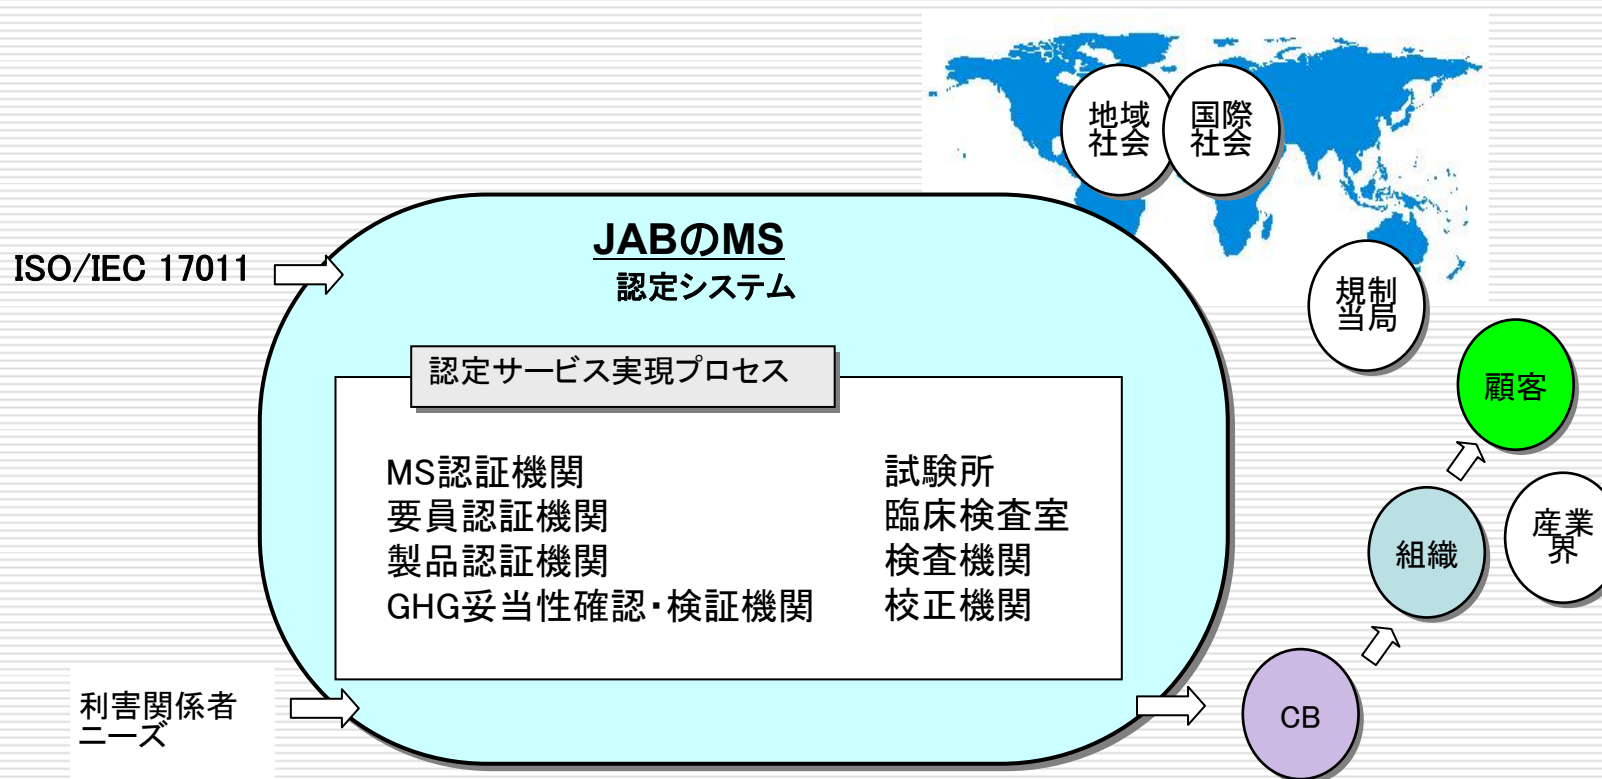 地域
社会
国際
社会
JABのMS
認定システム
ISO/IEC 17011
規制
当局
認定サービス実現プロセス
顧客
MS認証機関
要員認証機関
製品認証機関
GHG妥当性確認・検証機関
試験所
臨床検査室
検査機関
校正機関
組織
産業
界
利害関係者
ニーズ
CB